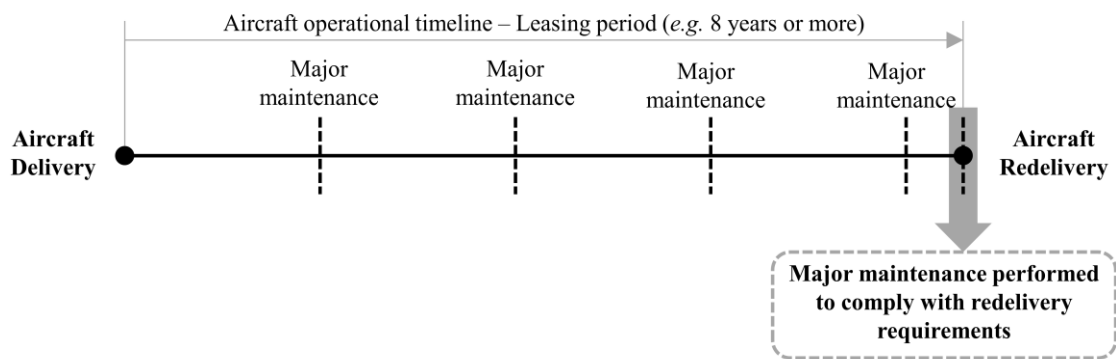 Aircraft operational timeline – Leasing period (e.g. 8 years or more)
Major
maintenance
Major
maintenance
Major
maintenance
Major
maintenance
Aircraft
Delivery
Aircraft
Redelivery
Major maintenance performed
to comply with redelivery
requirements